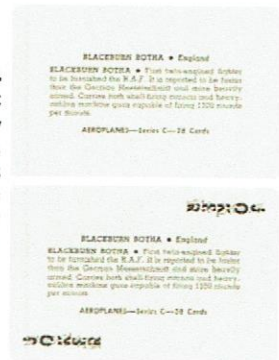 BLACKBURN BOTHA • England
BLACKBURN BOTHA • First twin-engined fighter
to be furnished the R.A.F. It is reported to be faster
than the German Messerschmidt and more heavily
armed. Carries both shell-firing cannon and heavy-
calibre machine guns capable of firing 1200 rounds
per minute.
AEROPLANES—Series C—28 Cards
BLACKBURN BOTHA • England
BLACKBURN BOTHA • First twin-engined fighter
to be furnished the R.A.F. It is reported to be faster
than the German Messerschmidt and more heavily
armed. Carries both shell-firing cannon and heavy-
calibre machine guns capable of firing 1200 rounds
per minute.
AEROPLANES—Series C—28 Cards